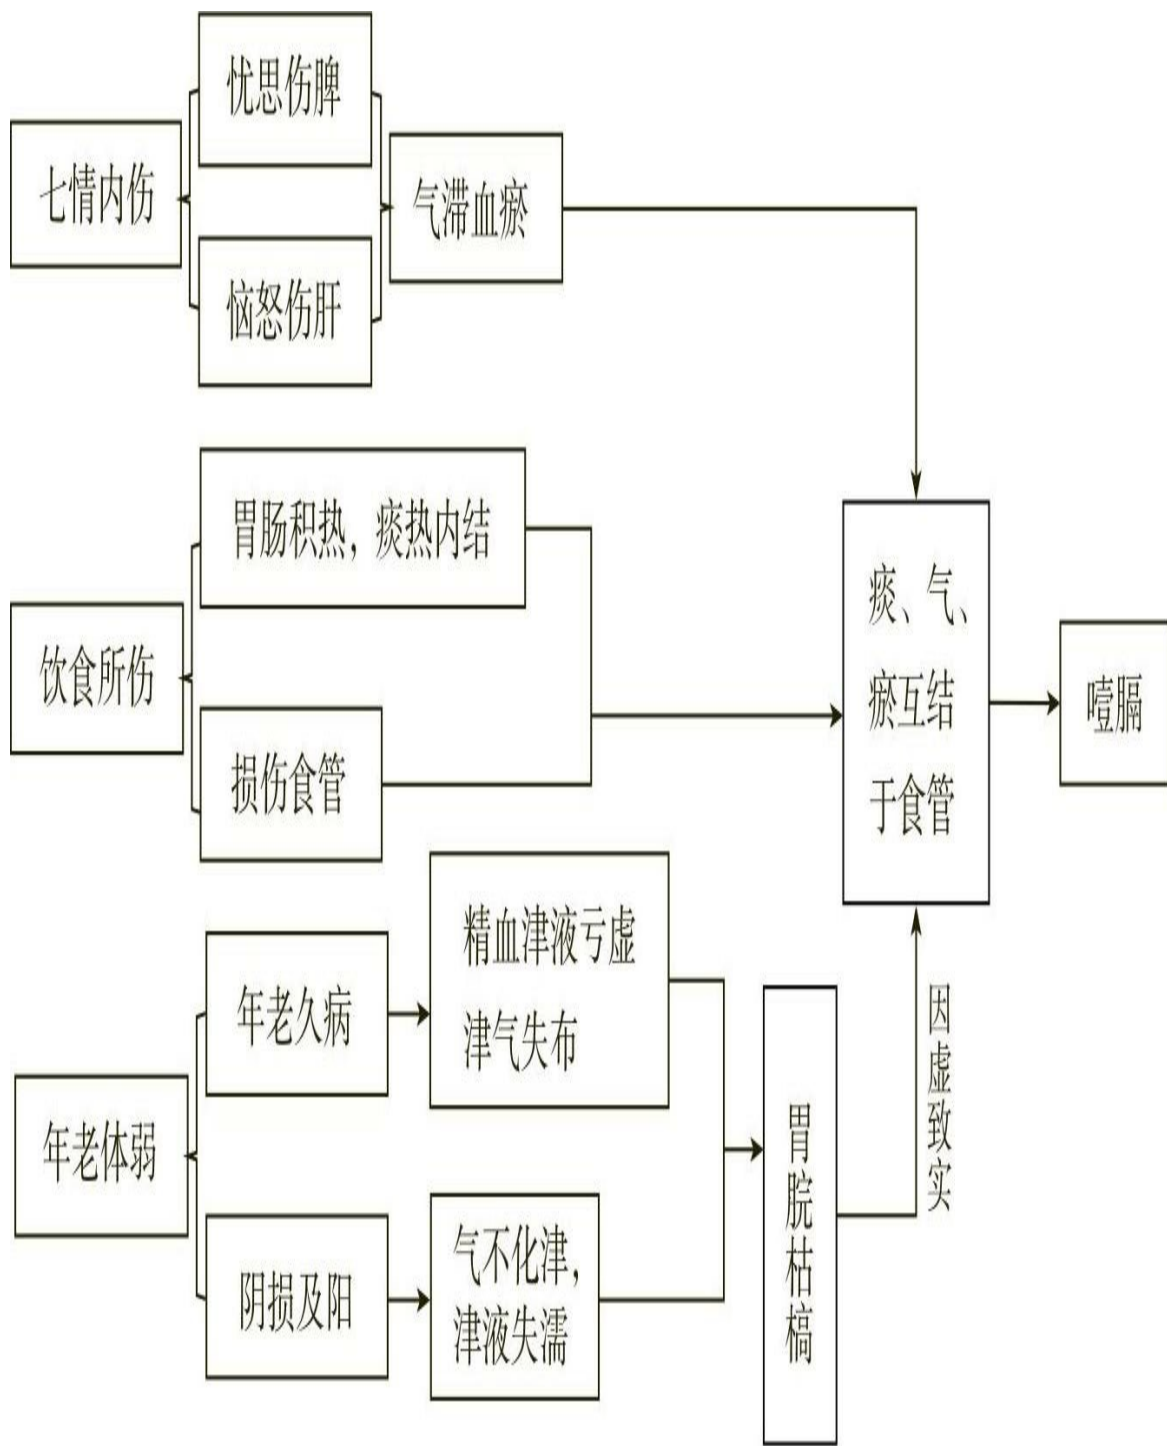 忧思伤脾
七情内伤
气滞血瘀
恼怒伤肝
胃肠积热，痰热内结
饮食所伤
损伤食管
痰、气、
瘀互结
于食管
噎膈
年老久病
精血津液亏虚
津气失布
年老体弱
阴损及阳
气不化津，
津液失濡
胃脘枯槁
因虚致实